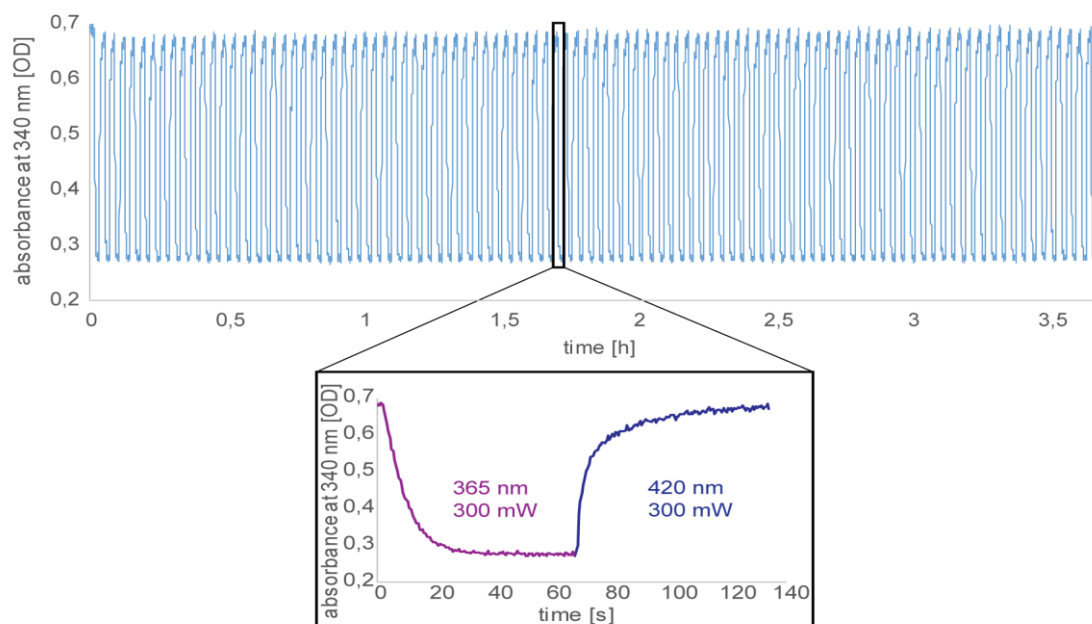 absorbance at 340 nm [OD]
0,7
0,6
0,5
0,4
0,3
0,2
0 0,5 1 1,5 2 2,5 3 3,5
time [h]
absorbance at 340 nm [OD]
0,7
0,6
0,5
0,4
0,3
0,2
365 nm
300 mW
420 nm
300 mW
0 20 40 60 80 100 120 140
time [s]